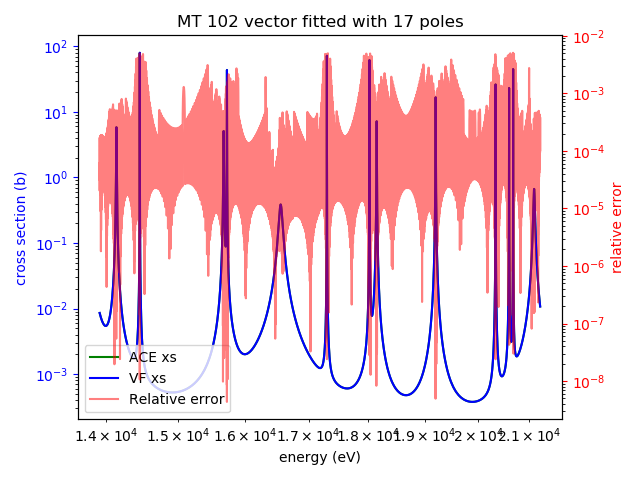 MT 102 vector fitted with 17 poles
10²
10¹
10⁰
10⁻¹
10⁻²
10⁻³
cross section (b)
10⁻²
10⁻³
10⁻⁴
10⁻⁵
10⁻⁶
10⁻⁷
10⁻⁸
relative error
ACE xs
VF xs
Relative error
1.4 × 10⁴ 1.5 × 10⁴ 1.6 × 10⁴ 1.7 × 10⁴ 1.8 × 10⁴ 1.9 × 10⁴ 2 × 10⁴ 2.1 × 10⁴
energy (eV)